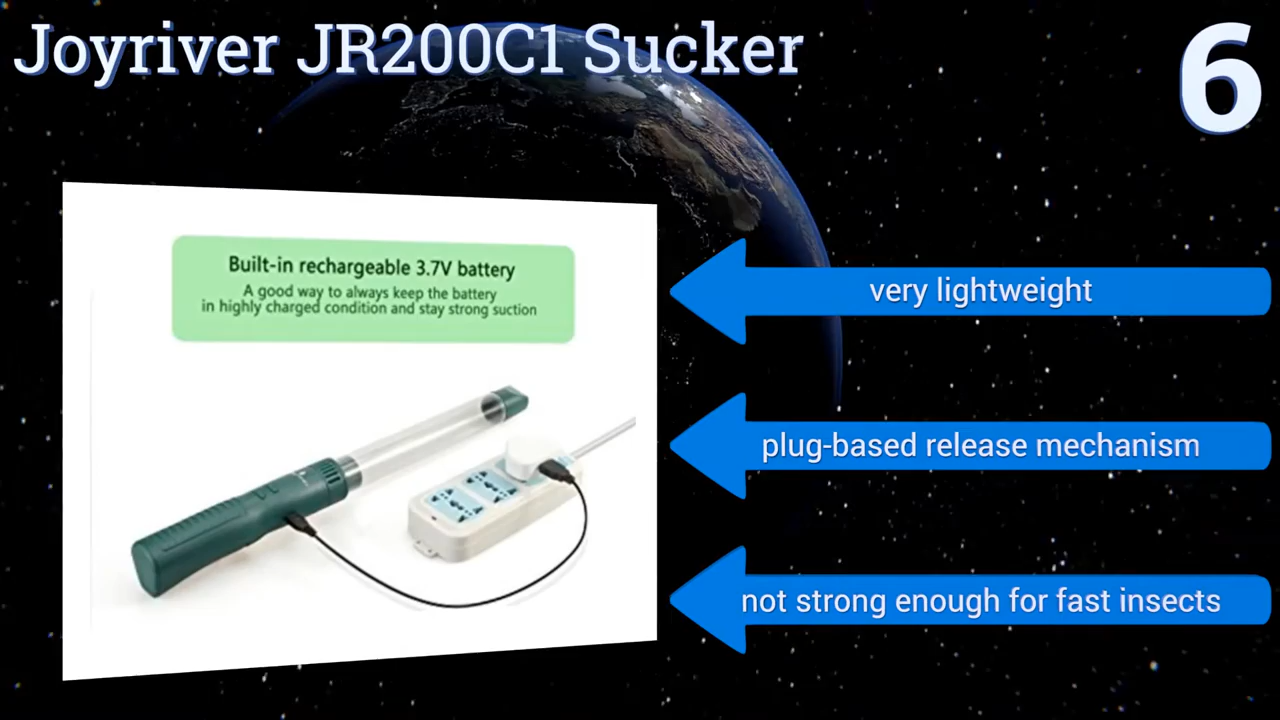 Joyriver JR200C1 Sucker
6
Built-in rechargeable 3.7V battery
A good way to always keep the battery
in highly charged condition and stay strong suction
very lightweight
plug-based release mechanism
not strong enough for fast insects